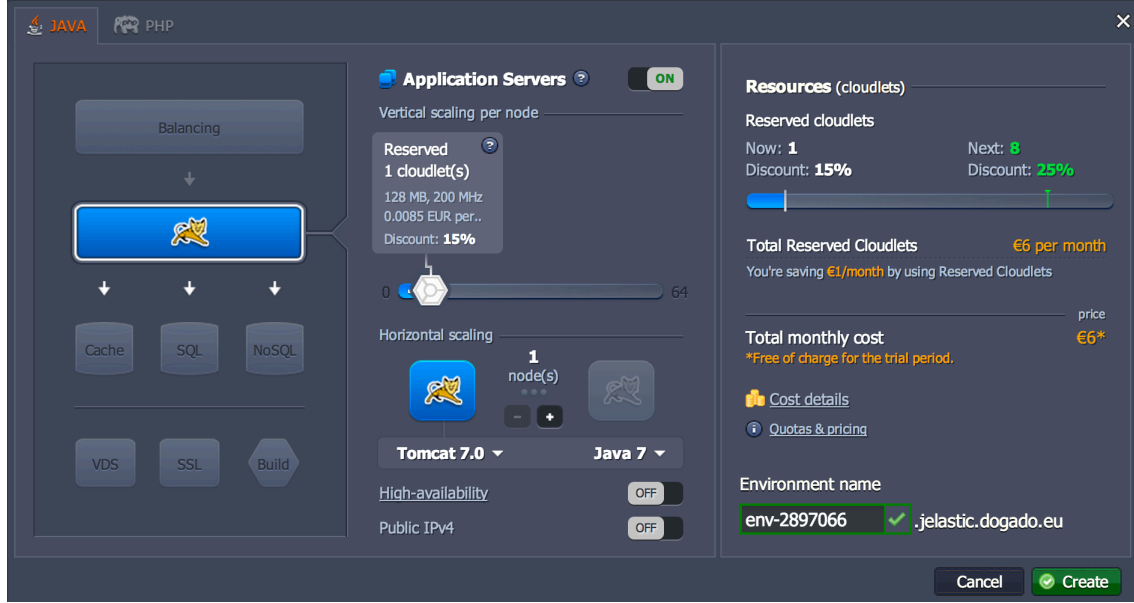 JAVA
PHP
Balancing
Cache
SQL
NoSQL
VDS
SSL
Build
Application Servers ?
ON
Vertical scaling per node
Reserved ?
1 cloudlet(s)
128 MB, 200 MHz
0.0085 EUR per..
Discount: 15%
0
64
Horizontal scaling
1
node(s)
-
+
Tomcat 7.0
Java 7
High-availability
OFF
Public IPv4
OFF
Resources (cloudlets)
Reserved cloudlets
Now: 1
Next: 8
Discount: 15%
Discount: 25%
Total Reserved Cloudlets
€6 per month
You're saving €1/month by using Reserved Cloudlets
price
Total monthly cost
€6*
*Free of charge for the trial period.
Cost details
Quotas & pricing
Environment name
env-2897066
.jelastic.dogado.eu
Cancel
Create